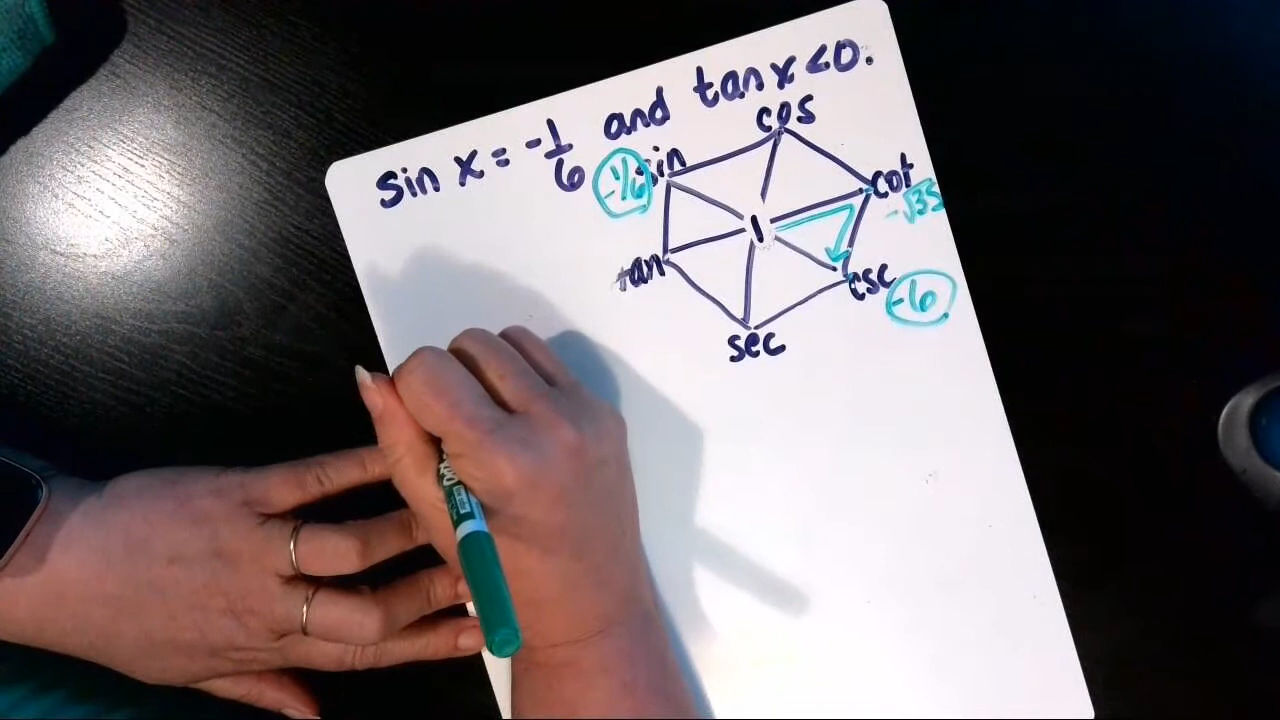 sin x = -1/6 and tan x < 0.
cos
-1/6 sin
cot
-√35
1
tan
csc -6
sec